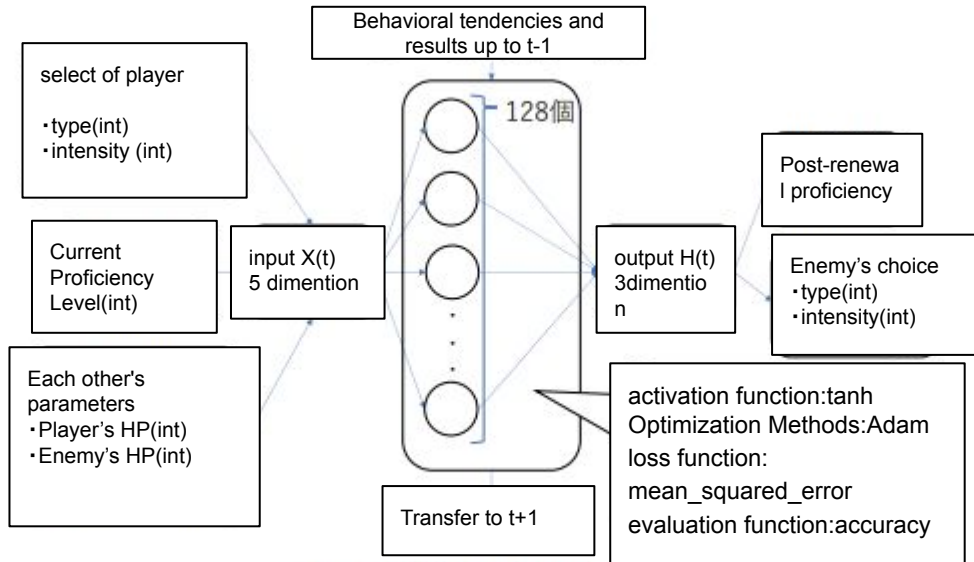 Behavioral tendencies and
results up to t-1
select of player
・type(int)
・intensity (int)
128個
Post-renewa
l proficiency
Current
Proficiency
Level(int)
input X(t)
5 dimention
output H(t)
3dimentio
n
Enemy's choice
・type(int)
・intensity(int)
Each other's
parameters
・Player's HP(int)
・Enemy's HP(int)
activation function:tanh
Optimization Methods:Adam
loss function:
mean_squared_error
evaluation function:accuracy
Transfer to t+1